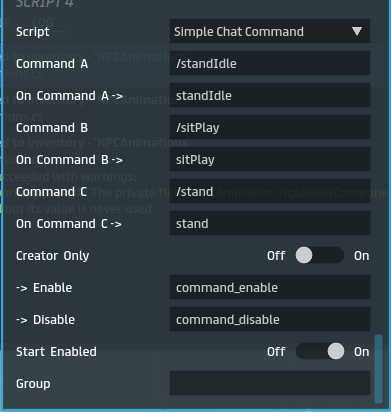 SCRIPT 4
Script Simple Chat Command
Command A /standIdle
On Command A -> standIdle
Command B /sitPlay
On Command B -> sitPlay
Command C /stand
On Command C -> stand
Creator Only Off On
-> Enable command_enable
-> Disable command_disable
Start Enabled Off On
Group